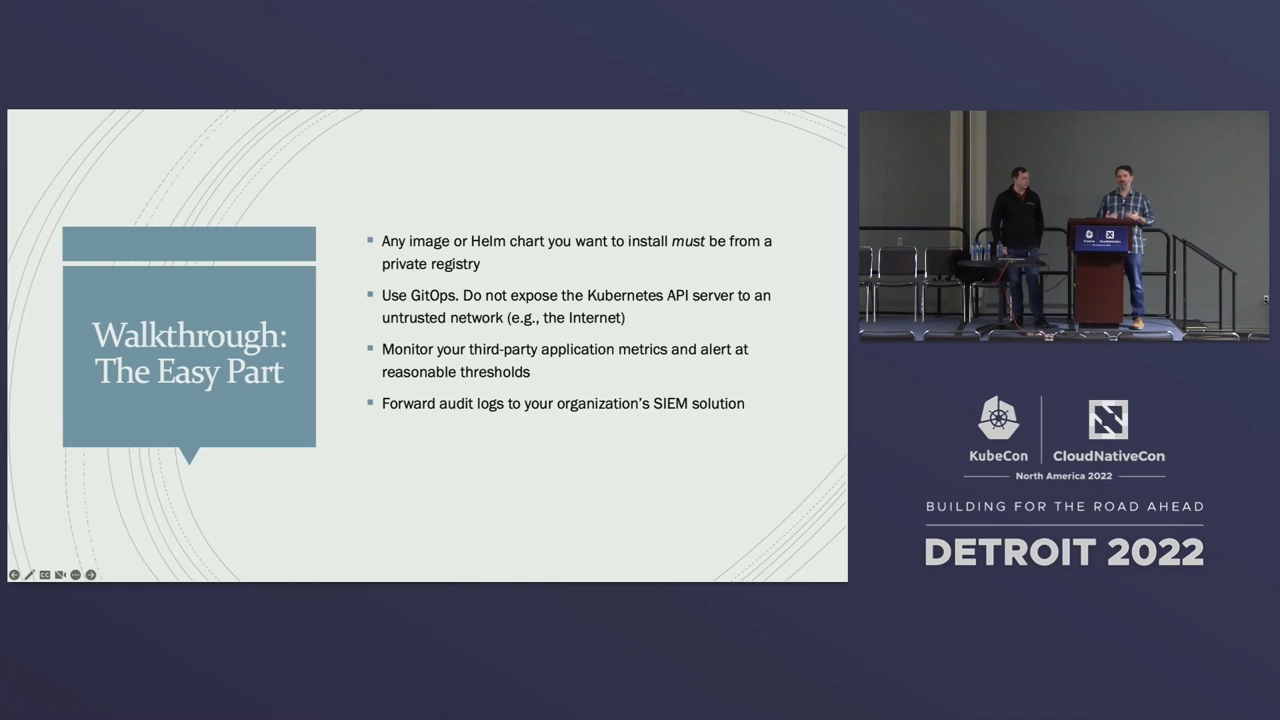 Walkthrough:
The Easy Part
Any image or Helm chart you want to install must be from a
private registry
Use GitOps. Do not expose the Kubernetes API server to an
untrusted network (e.g., the Internet)
Monitor your third-party application metrics and alert at
reasonable thresholds
Forward audit logs to your organization’s SIEM solution
KubeCon
CloudNativeCon
North America 2022
BUILDING FOR THE ROAD AHEAD
DETROIT 2022